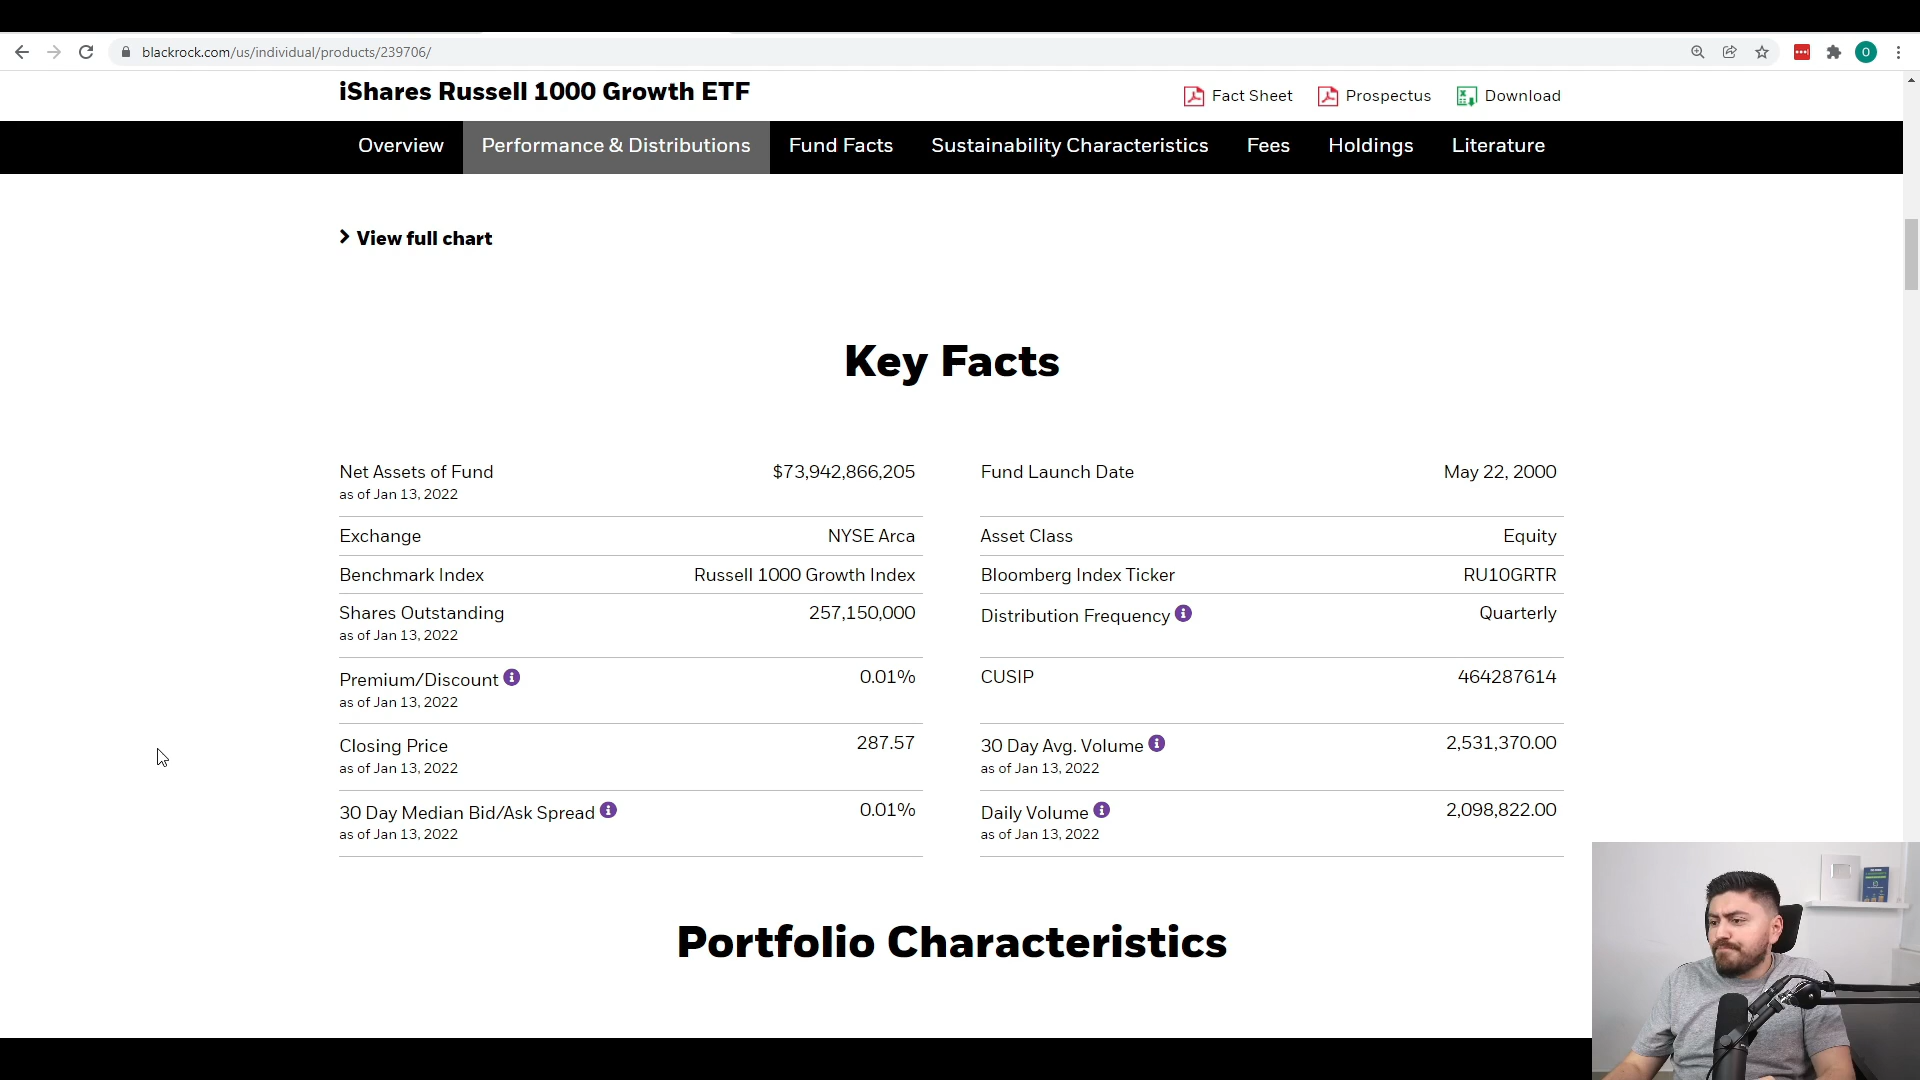 blackrock.com/us/individual/products/239706/
O
iShares Russell 1000 Growth ETF
Fact Sheet
Prospectus
Download
Overview
Performance & Distributions
Fund Facts
Sustainability Characteristics
Fees
Holdings
Literature
View full chart
Key Facts
Net Assets of Fund $73,942,866,205
as of Jan 13, 2022
Exchange NYSE Arca
Benchmark Index Russell 1000 Growth Index
Shares Outstanding 257,150,000
as of Jan 13, 2022
Premium/Discount 0.01%
as of Jan 13, 2022
Closing Price 287.57
as of Jan 13, 2022
30 Day Median Bid/Ask Spread 0.01%
as of Jan 13, 2022
Fund Launch Date May 22, 2000
Asset Class Equity
Bloomberg Index Ticker RU10GRTR
Distribution Frequency Quarterly
CUSIP 464287614
30 Day Avg. Volume 2,531,370.00
as of Jan 13, 2022
Daily Volume 2,098,822.00
as of Jan 13, 2022
Portfolio Characteristics